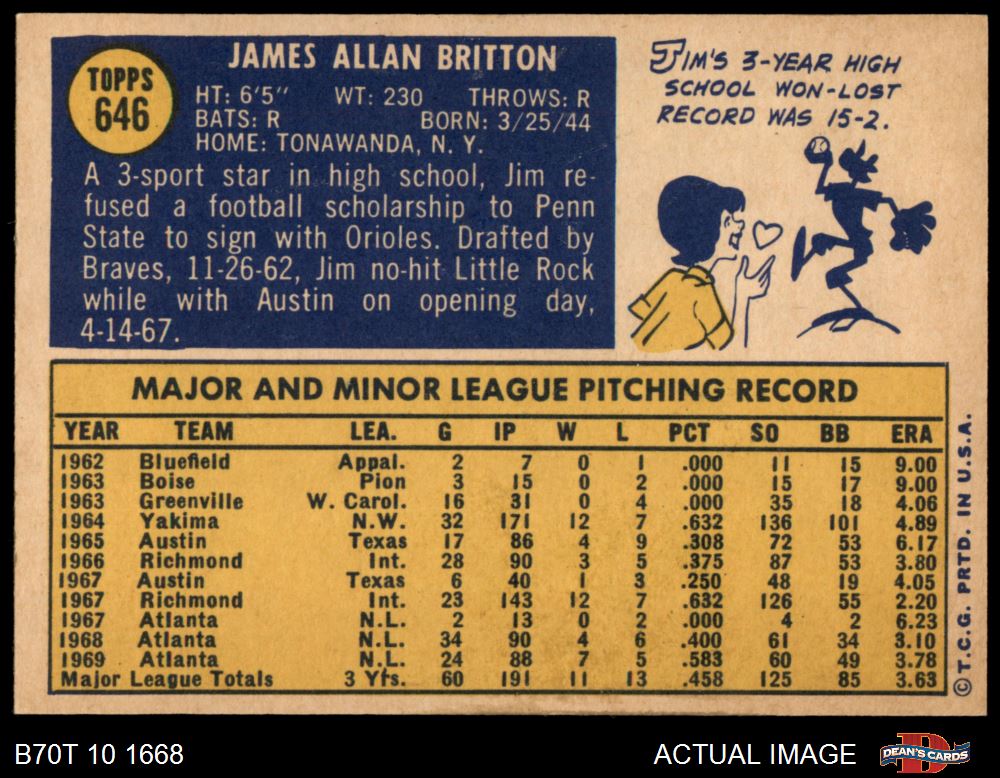 TOPPS
646
JAMES ALLAN BRITTON
HT: 6'5" WT: 230 THROWS: R
BATS: R BORN: 3/25/44
HOME: TONAWANDA, N. Y.
A 3-sport star in high school, Jim re-
fused a football scholarship to Penn
State to sign with Orioles. Drafted by
Braves, 11-26-62, Jim no-hit Little Rock
while with Austin on opening day,
4-14-67.
JIM'S 3-YEAR HIGH
SCHOOL WON-LOST
RECORD WAS 15-2.
MAJOR AND MINOR LEAGUE PITCHING RECORD
YEAR TEAM LEA. G IP W L PCT SO BB ERA
1962 Bluefield Appal. 2 7 0 1 .000 11 15 9.00
1963 Boise Pion 3 15 0 2 .000 15 17 9.00
1963 Greenville W. Carol. 16 31 0 4 .000 35 18 4.06
1964 Yakima N.W. 32 171 12 7 .632 136 101 4.89
1965 Austin Texas 17 86 4 9 .308 72 53 6.17
1966 Richmond Int. 28 90 3 5 .375 87 53 3.80
1967 Austin Texas 6 40 1 3 .250 48 19 4.05
1967 Richmond Int. 23 143 12 7 .632 126 55 2.20
1967 Atlanta N.L. 2 13 0 2 .000 4 2 6.23
1968 Atlanta N.L. 34 90 4 6 .400 61 34 3.10
1969 Atlanta N.L. 24 88 7 5 .583 60 49 3.78
Major League Totals 3 Yrs. 60 191 11 13 .458 125 85 3.63
© T.C.G. PRTD. IN U.S.A.
B70T 10 1668
ACTUAL IMAGE
DEAN'S CARDS